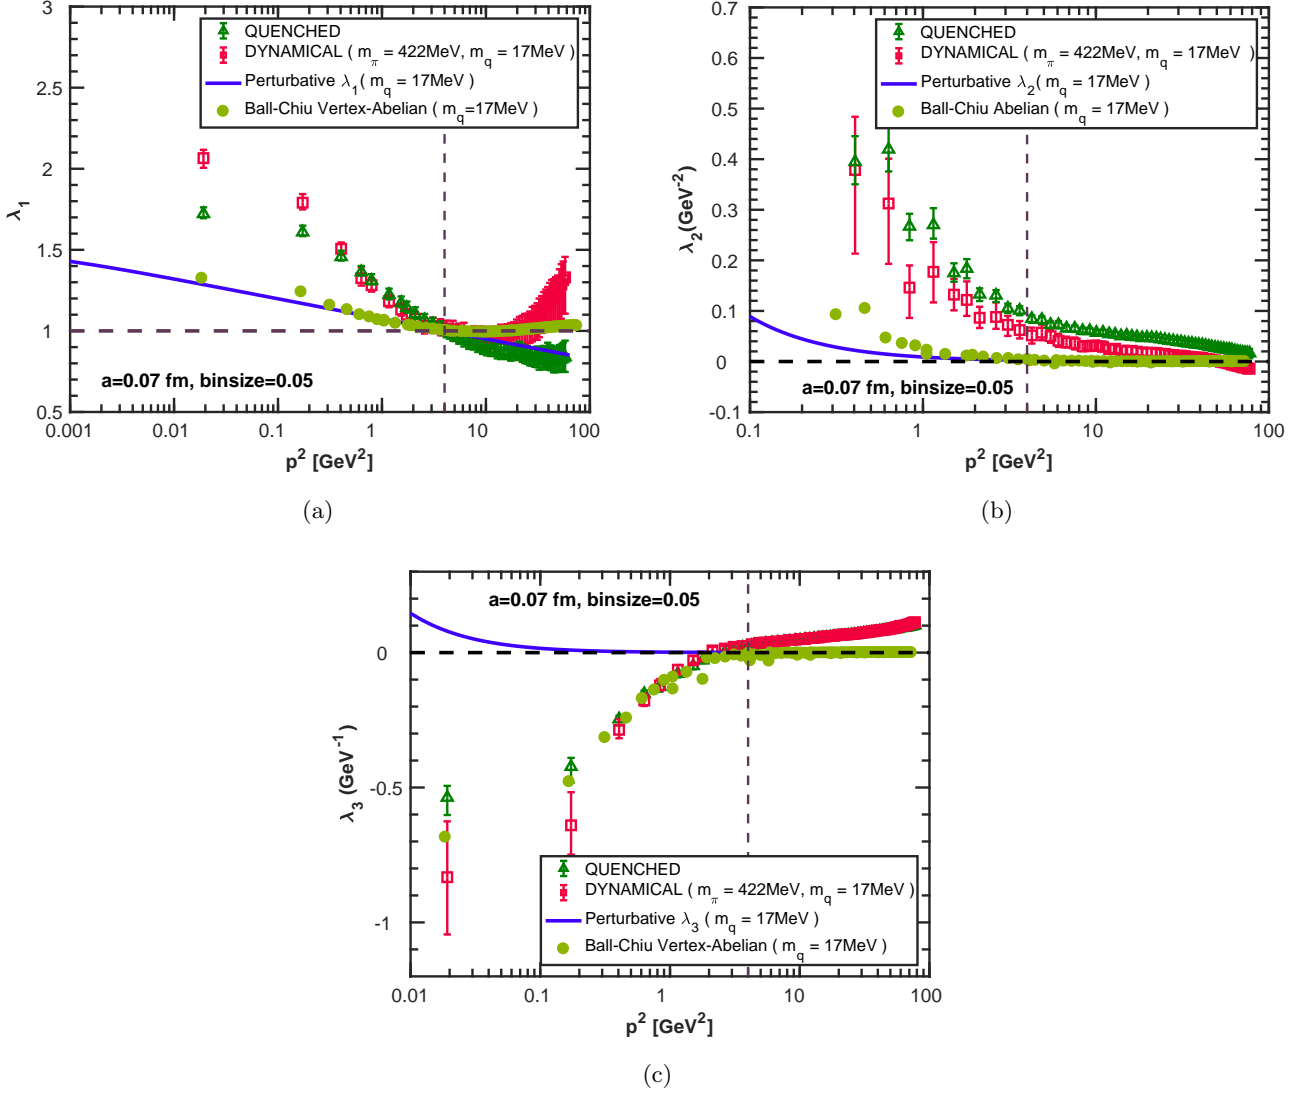 3
2.5
2
1.5
1
0.5
0.001
0.01
0.1
1
10
100
λ1
p2 [GeV2]
QUENCHED
DYNAMICAL ( mπ = 422MeV, mq = 17MeV )
Perturbative λ1( mq = 17MeV )
Ball-Chiu Vertex-Abelian ( mq=17MeV )
a=0.07 fm, binsize=0.05
(a)
0.7
0.6
0.5
0.4
0.3
0.2
0.1
0
-0.1
0.1
1
10
100
λ2(GeV-2)
p2 [GeV2]
QUENCHED
DYNAMICAL ( mπ = 422MeV, mq = 17MeV )
Perturbative λ2( mq = 17MeV )
Ball-Chiu Abelian ( mq = 17MeV )
a=0.07 fm, binsize=0.05
(b)
a=0.07 fm, binsize=0.05
0
-0.5
-1
0.01
0.1
1
10
100
λ3 (GeV-1)
p2 [GeV2]
QUENCHED
DYNAMICAL ( mπ = 422MeV, mq = 17MeV )
Perturbative λ3 ( mq = 17MeV )
Ball-Chiu Vertex-Abelian ( mq = 17MeV )
(c)